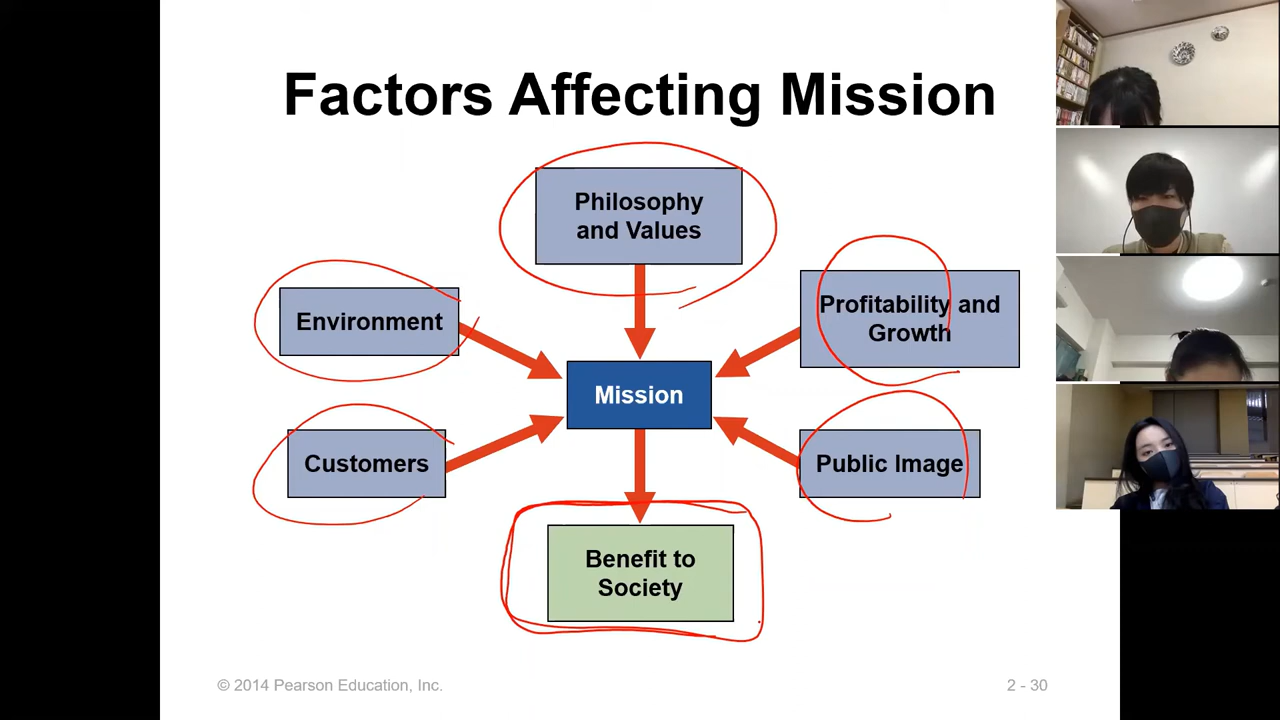 Factors Affecting Mission
Philosophy
and Values
Environment
Profitability and
Growth
Mission
Customers
Public Image
Benefit to
Society
© 2014 Pearson Education, Inc.
2 - 30